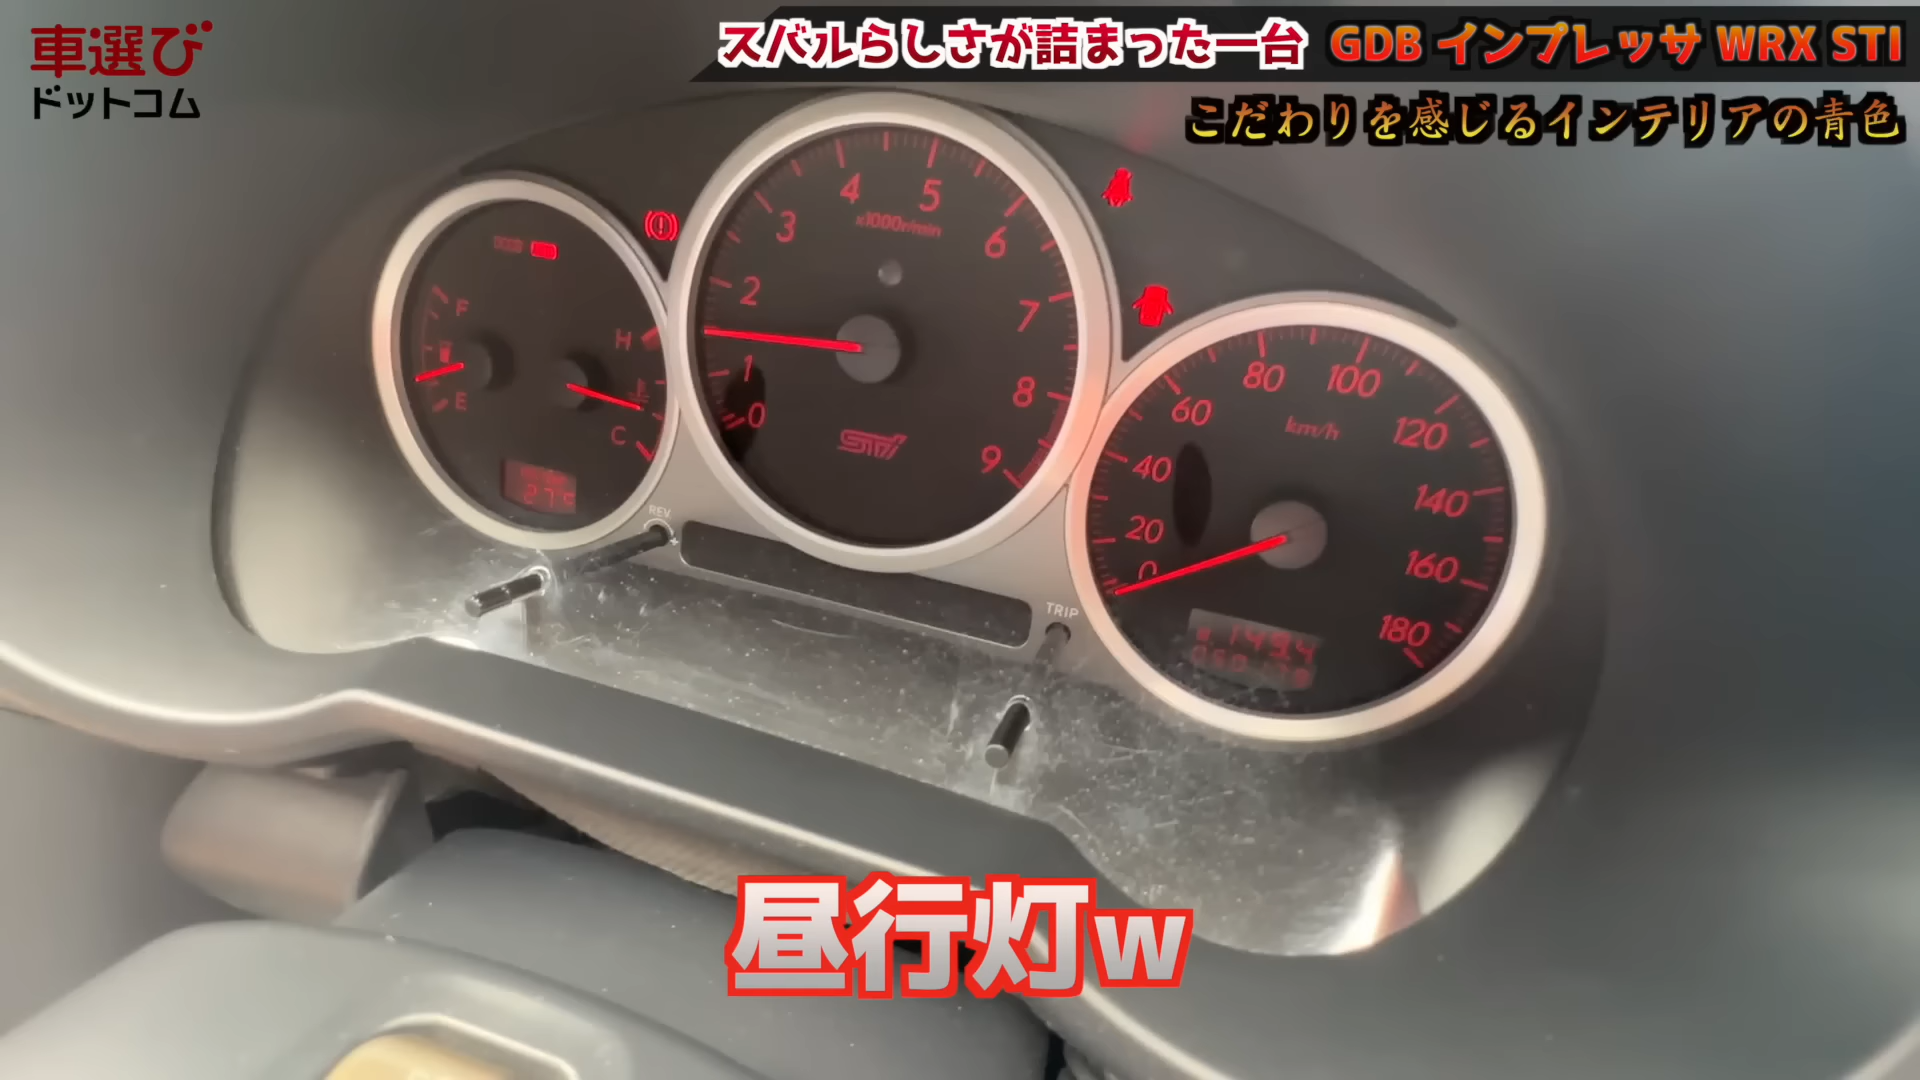 車選び
ドットコム
スバルらしさが詰まった一台 GDB インプレッサ WRX STI
こだわりを感じるインテリアの青色
F
E
H
C
0 1 2 3 4 5 6 7 8 9
x1000r/min
STi
REV
TRIP
0 20 40 60 80 100 120 140 160 180
km/h
昼行灯w